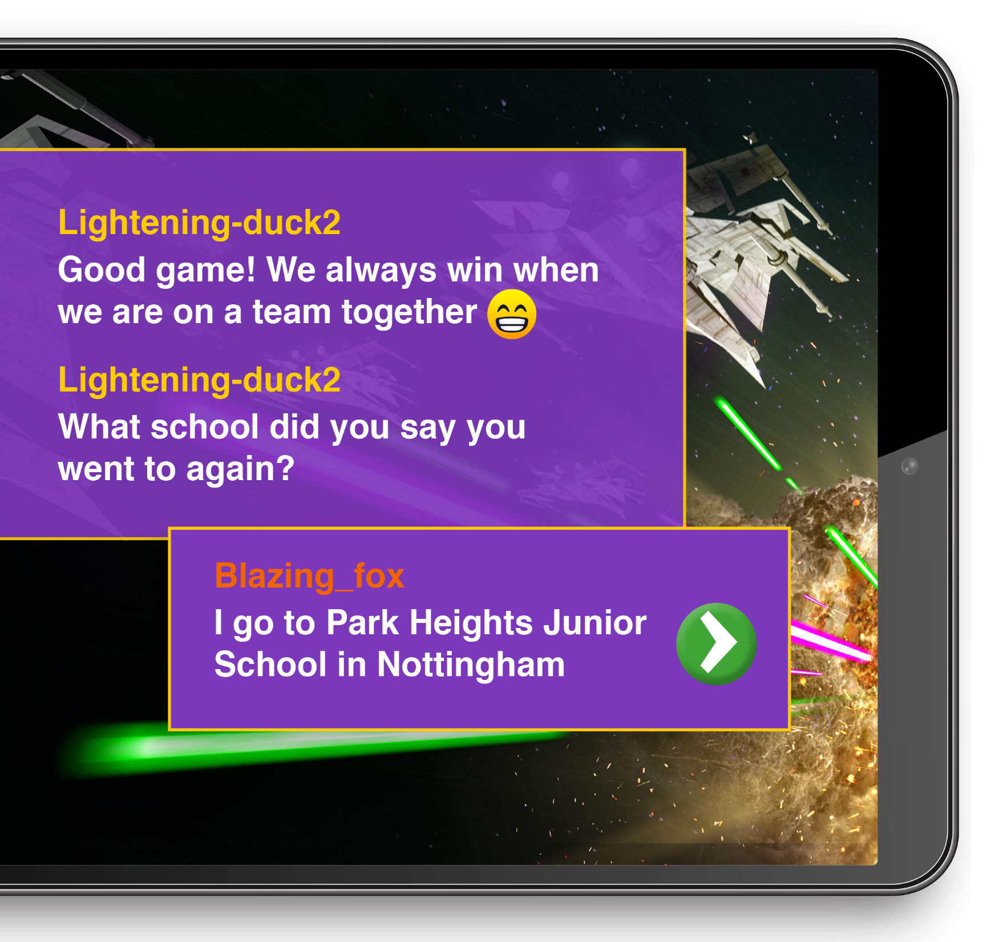 Lightening-duck2
Good game! We always win when
we are on a team together 😁
Lightening-duck2
What school did you say you
went to again?
Blazing_fox
I go to Park Heights Junior
School in Nottingham